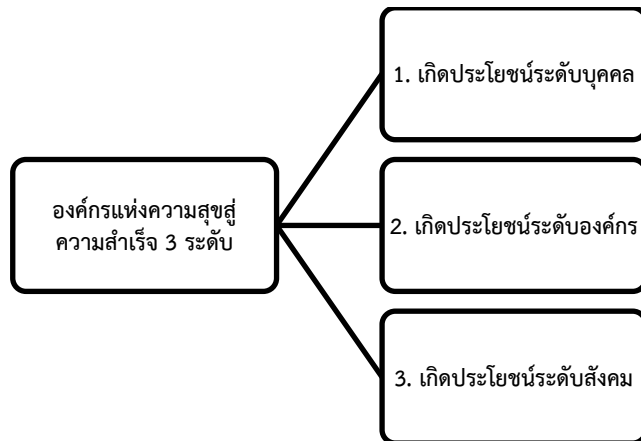 1. เกิดประโยชน์ระดับบุคคล
องค์กรแห่งความสุขสู่
ความสำเร็จ 3 ระดับ
2. เกิดประโยชน์ระดับองค์กร
3. เกิดประโยชน์ระดับสังคม